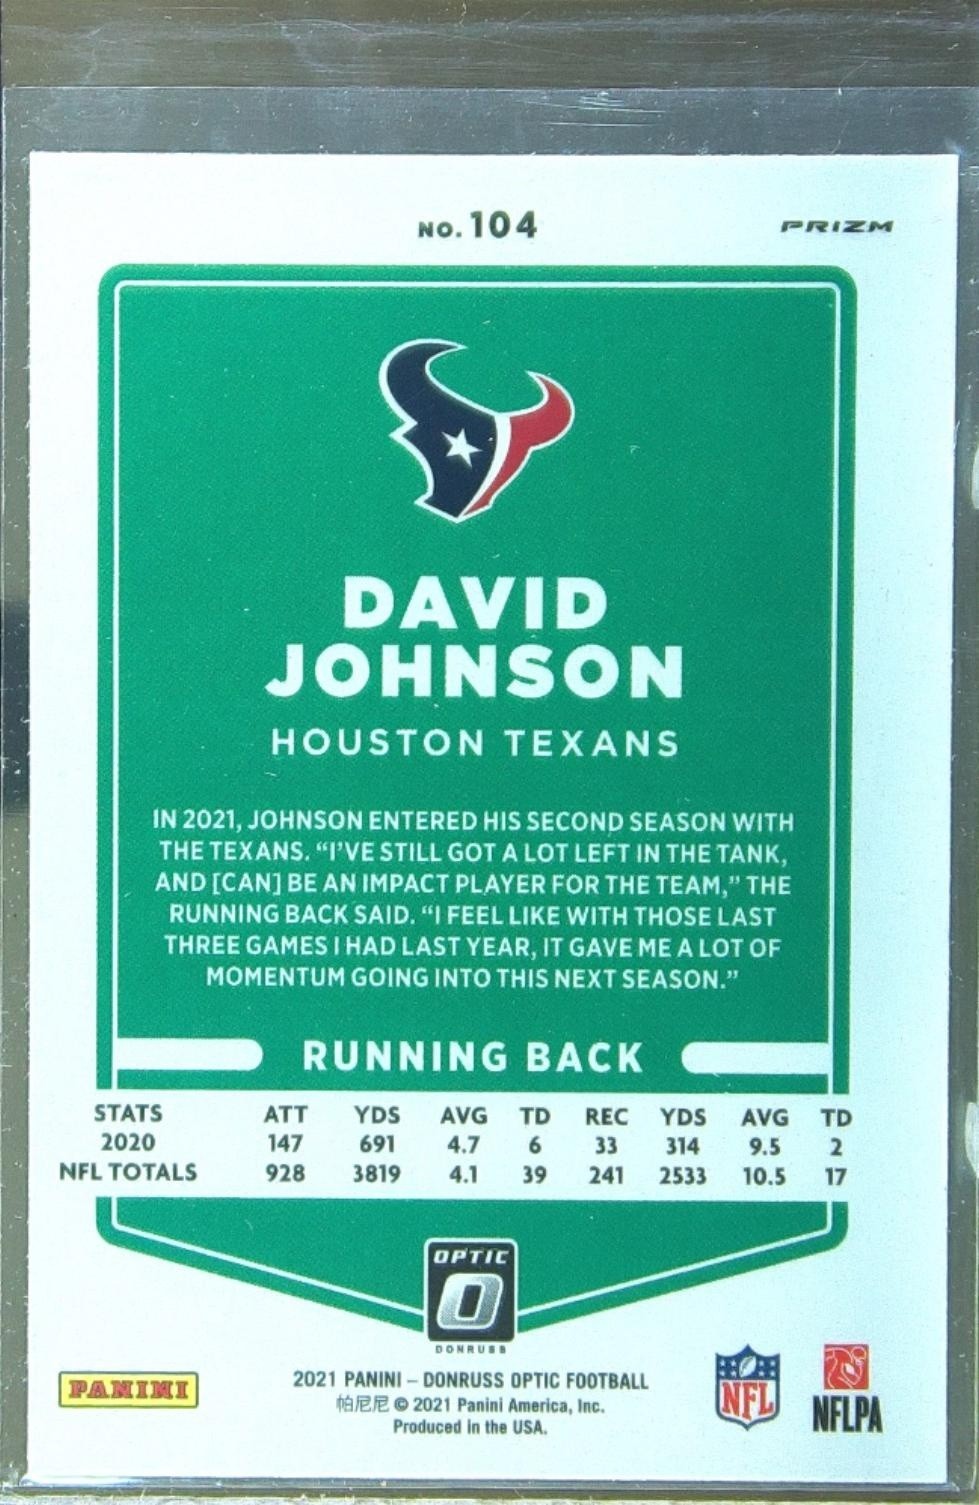 NO. 104
PRIZM
DAVID
JOHNSON
HOUSTON TEXANS
IN 2021, JOHNSON ENTERED HIS SECOND SEASON WITH
THE TEXANS. “I’VE STILL GOT A LOT LEFT IN THE TANK,
AND [CAN] BE AN IMPACT PLAYER FOR THE TEAM,” THE
RUNNING BACK SAID. “I FEEL LIKE WITH THOSE LAST
THREE GAMES I HAD LAST YEAR, IT GAVE ME A LOT OF
MOMENTUM GOING INTO THIS NEXT SEASON.”
RUNNING BACK
STATS ATT YDS AVG TD REC YDS AVG TD
2020 147 691 4.7 6 33 314 9.5 2
NFL TOTALS 928 3819 4.1 39 241 2533 10.5 17
OPTIC
O
DONRUSS
PANINI
2021 PANINI – DONRUSS OPTIC FOOTBALL
帕尼尼 © 2021 Panini America, Inc.
Produced in the USA.
NFL
NFLPA